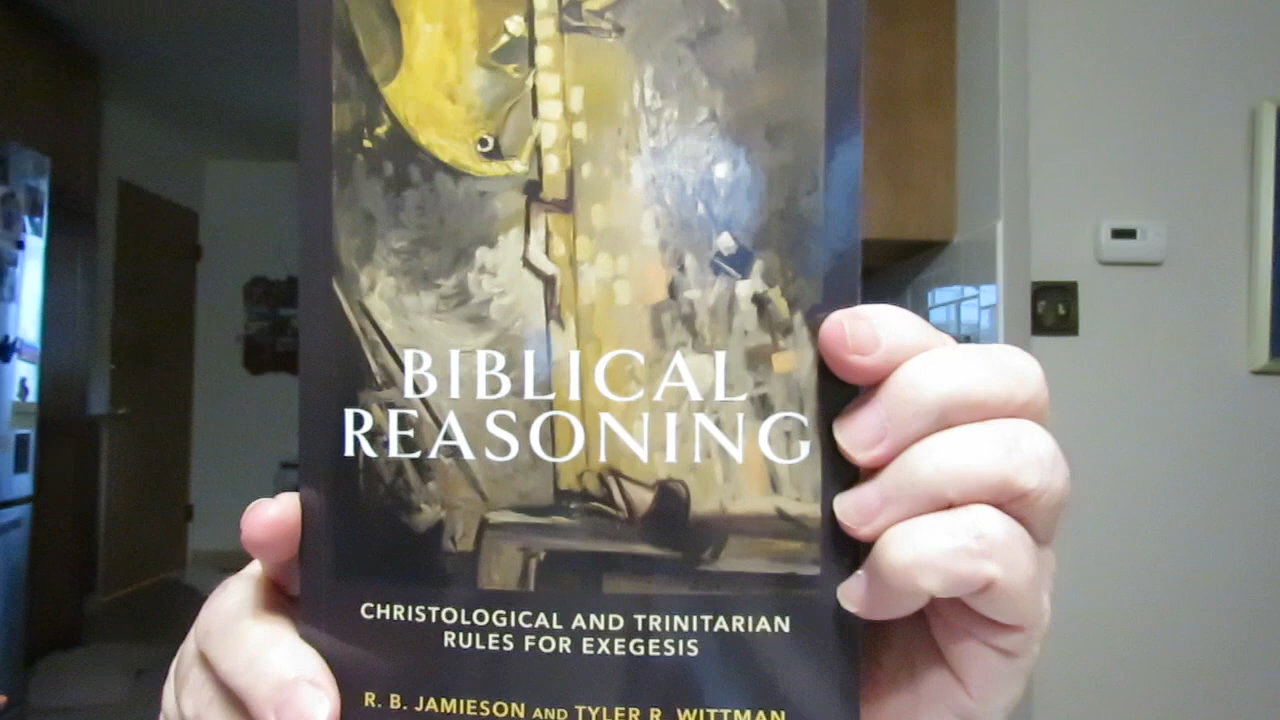 BIBLICAL
REASONING
CHRISTOLOGICAL AND TRINITARIAN
RULES FOR EXEGESIS
R. B. JAMIESON AND TYLER R. WITTMAN